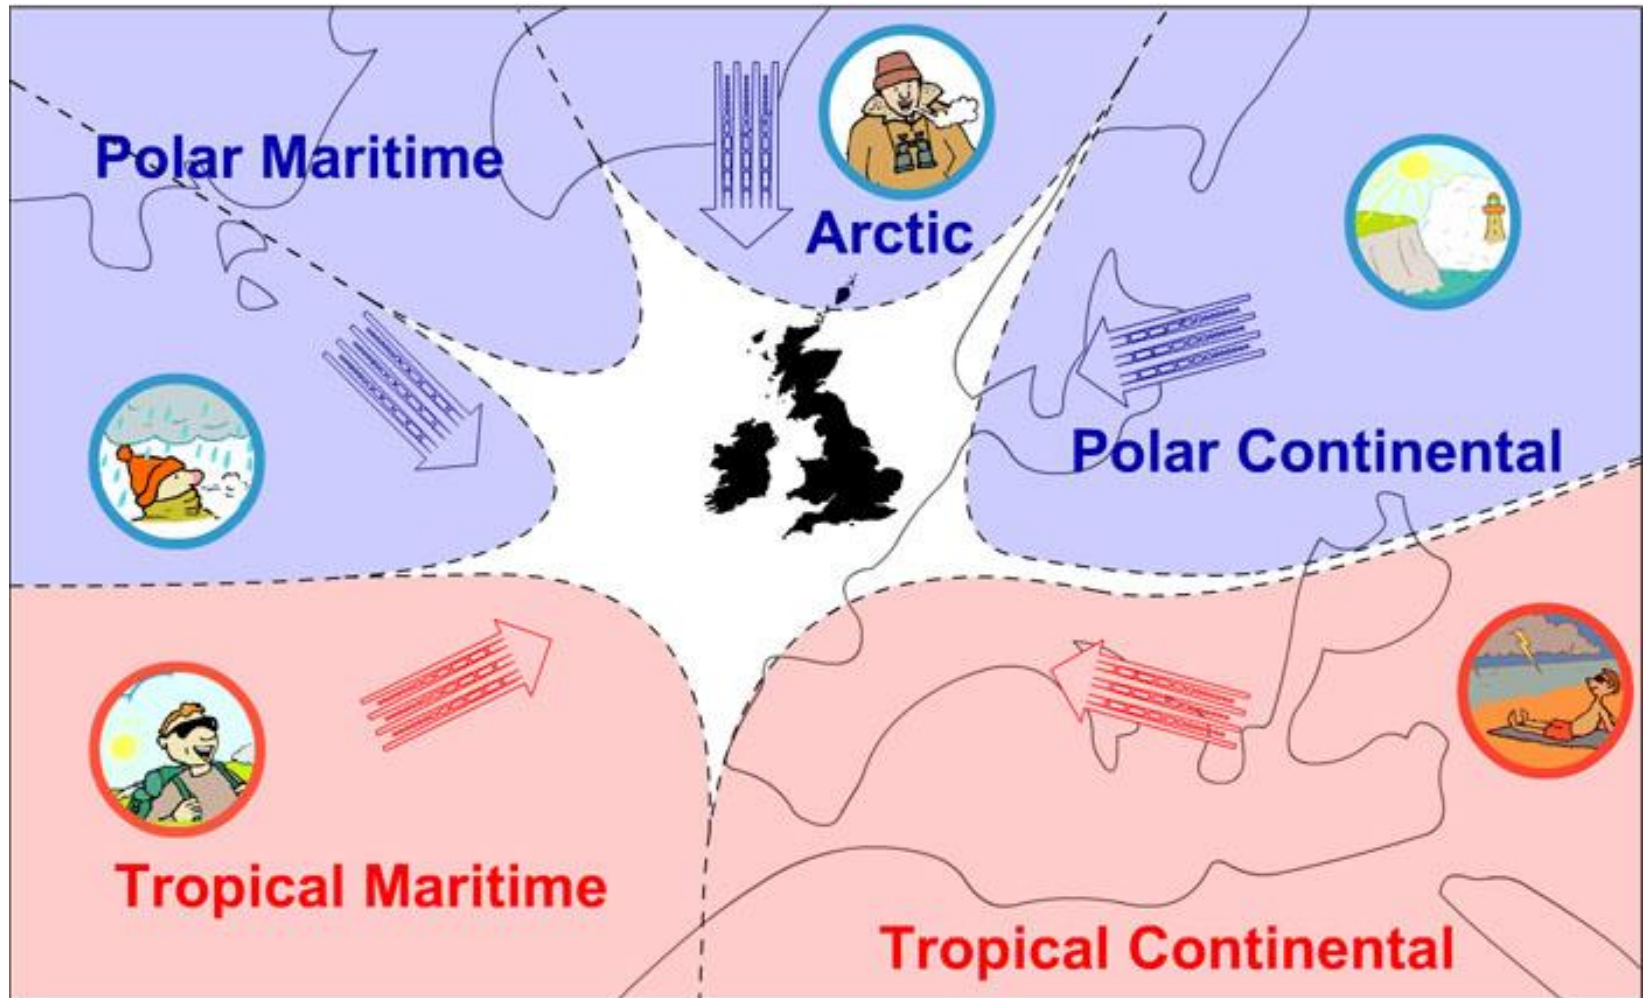 Polar Maritime
Arctic
Polar Continental
Tropical Maritime
Tropical Continental